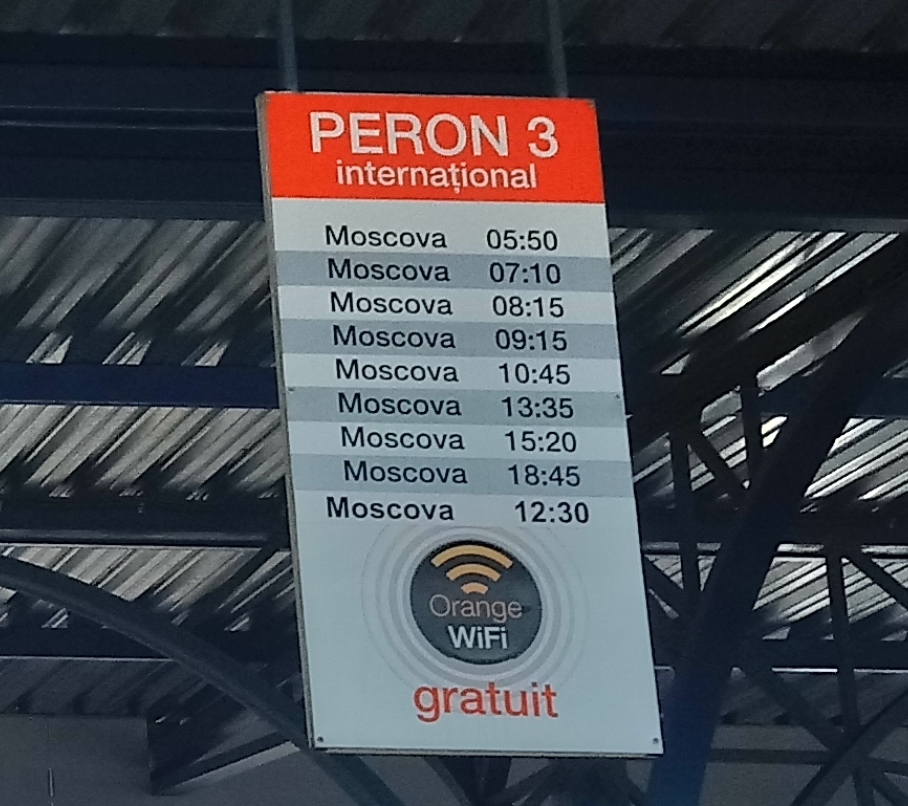 PERON 3
internațional
Moscova 05:50
Moscova 07:10
Moscova 08:15
Moscova 09:15
Moscova 10:45
Moscova 13:35
Moscova 15:20
Moscova 18:45
Moscova 12:30
Orange
WiFi
gratuit